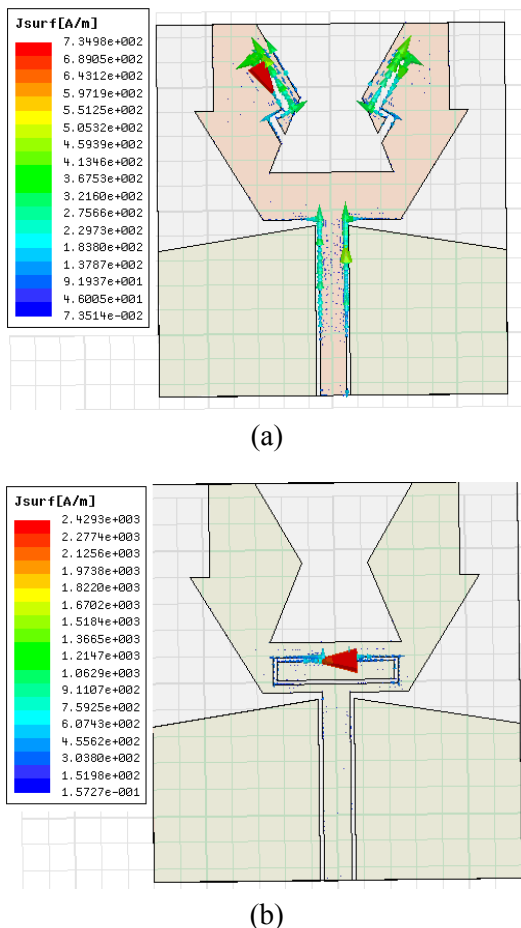 Jsurf[A/m]
7.3498e+002
6.8905e+002
6.4312e+002
5.9719e+002
5.5125e+002
5.0532e+002
4.5939e+002
4.1346e+002
3.6753e+002
3.2160e+002
2.7566e+002
2.2973e+002
1.8380e+002
1.3787e+002
9.1937e+001
4.6005e+001
7.3514e-002
(a)
Jsurf[A/m]
2.4293e+003
2.2774e+003
2.1256e+003
1.9738e+003
1.8220e+003
1.6702e+003
1.5184e+003
1.3665e+003
1.2147e+003
1.0629e+003
9.1107e+002
7.5925e+002
6.0743e+002
4.5562e+002
3.0380e+002
1.5198e+002
1.5727e-001
(b)